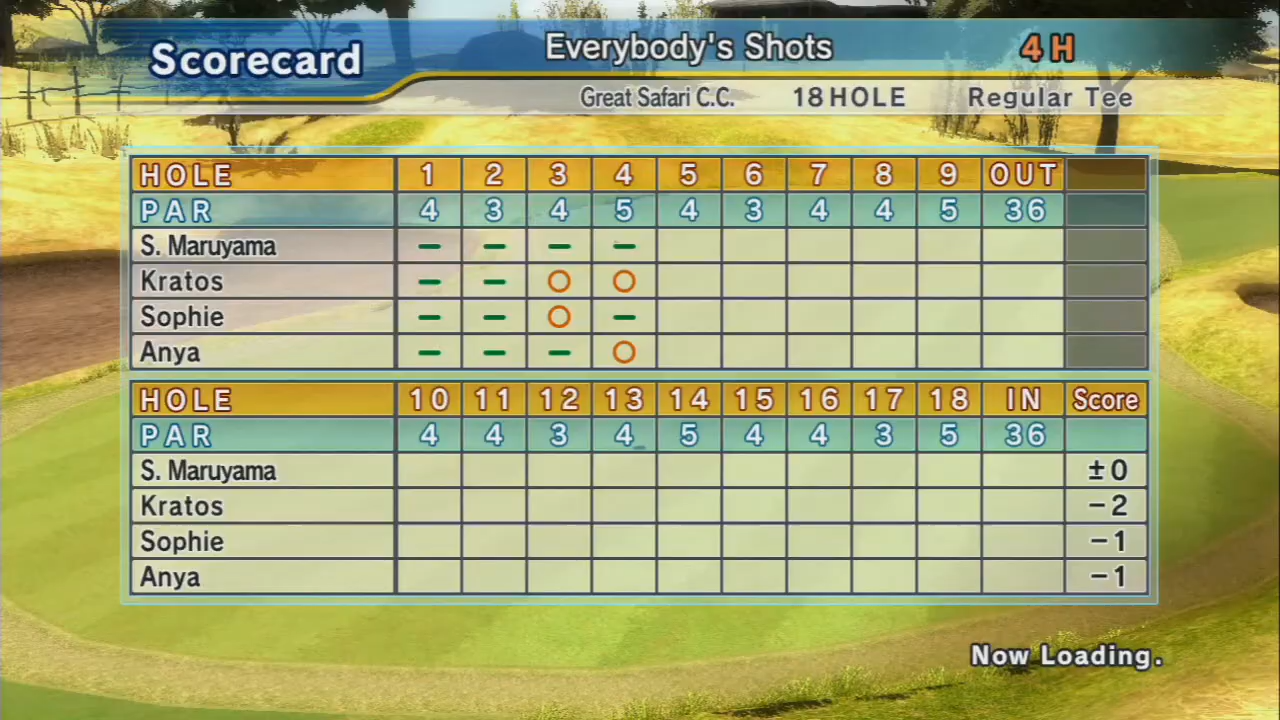 Scorecard
Everybody's Shots 4 H
Great Safari C.C. 18 HOLE Regular Tee
HOLE 1 2 3 4 5 6 7 8 9 OUT
PAR 4 3 4 5 4 3 4 4 5 36
S. Maruyama – – – –
Kratos – – ○ ○
Sophie – – ○ –
Anya – – – ○
HOLE 10 11 12 13 14 15 16 17 18 IN Score
PAR 4 4 3 4 5 4 4 3 5 36
S. Maruyama ±0
Kratos −2
Sophie −1
Anya −1
Now Loading.